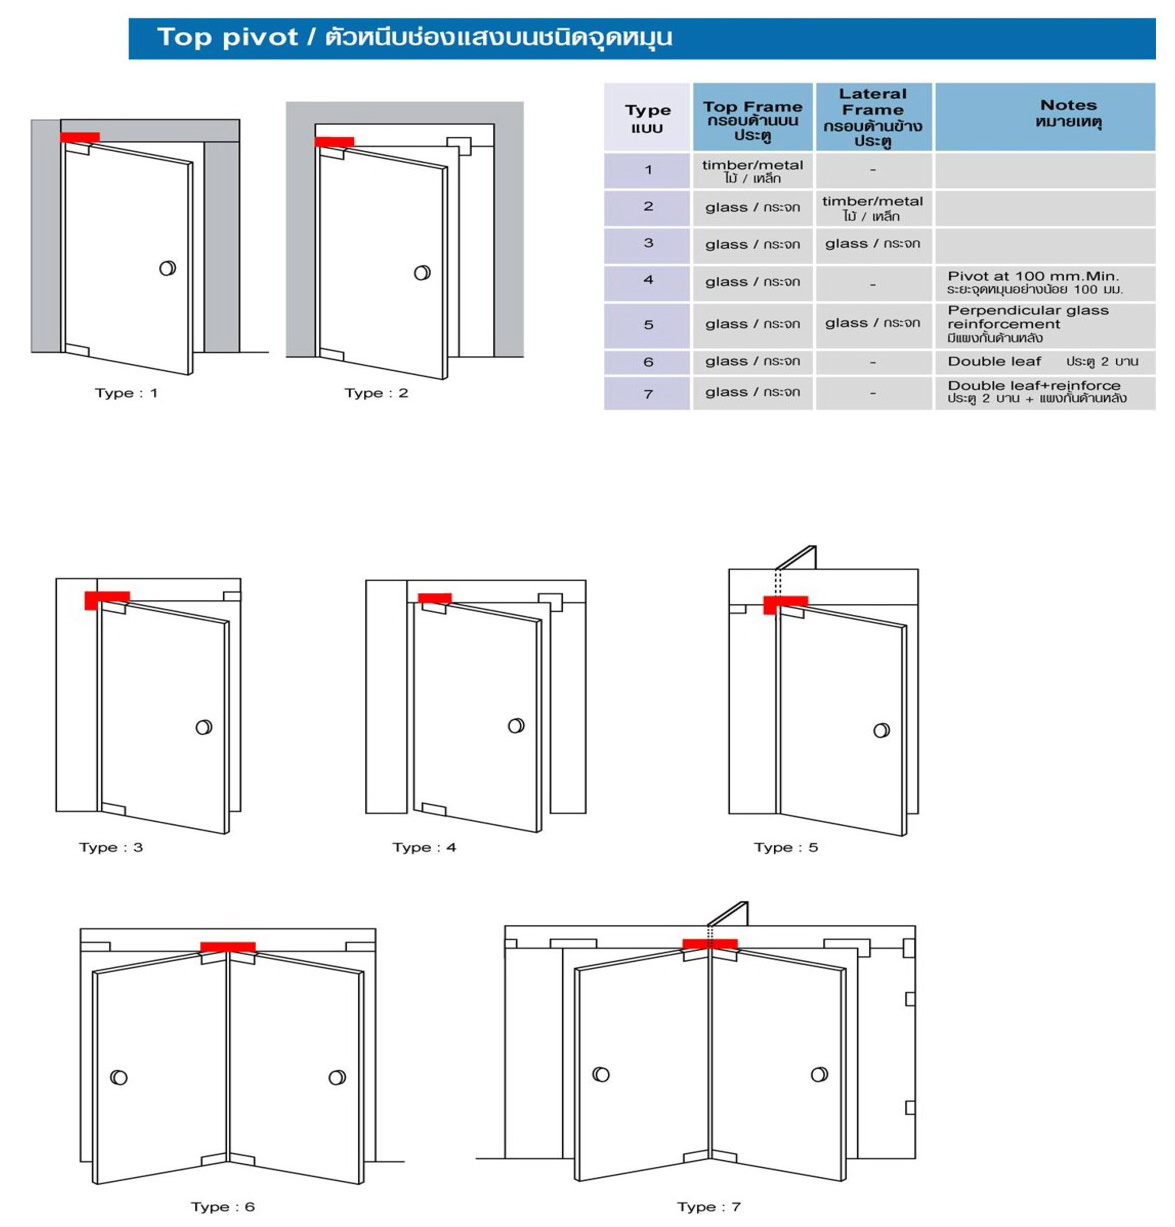 Top pivot / ตัวหนีบช่องแสงบนชนิดจุดหมุน
Type
แบบ
Top Frame
กรอบด้านบน
ประตู
Lateral
Frame
กรอบด้านข้าง
ประตู
Notes
หมายเหตุ
1
timber/metal
ไม้ / เหล็ก
-
2
glass / กระจก
timber/metal
ไม้ / เหล็ก
3
glass / กระจก
glass / กระจก
4
glass / กระจก
-
Pivot at 100 mm.Min.
ระยะจุดหมุนอย่างน้อย 100 มม.
5
glass / กระจก
glass / กระจก
Perpendicular glass
reinforcement
มีแผงกั้นด้านหลัง
6
glass / กระจก
-
Double leaf ประตู 2 บาน
7
glass / กระจก
-
Double leaf+reinforce
ประตู 2 บาน + แผงกั้นด้านหลัง
Type : 1
Type : 2
Type : 3
Type : 4
Type : 5
Type : 6
Type : 7